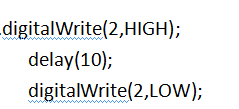 .digitalWrite(2,HIGH);
delay(10);
digitalWrite(2,LOW);